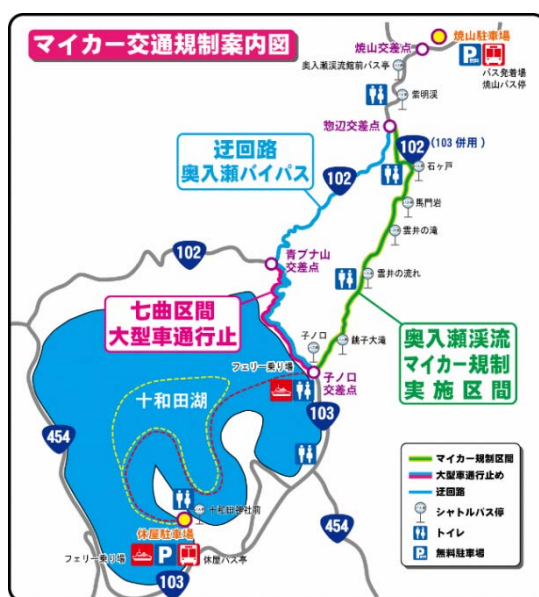 マイカー交通規制案内図
焼山駐車場
焼山交差点
奥入瀬渓流館前バス亭
P
バス発着場
焼山バス停
紫明渓
惣辺交差点
102
(103併用)
迂回路
奥入瀬バイパス
102
石ヶ戸
馬門岩
雲井の滝
102
青ブナ山
交差点
雲井の流れ
七曲区間
大型車通行止
子ノ口
銚子大滝
奥入瀬渓流
マイカー規制
実施区間
フェリー乗り場
子ノ口
交差点
十和田湖
103
454
十和田神社前
休屋駐車場
フェリー乗り場
P
休屋バス亭
103
454
マイカー規制区間
大型車通行止め
迂回路
シャトルバス停
トイレ
P
無料駐車場